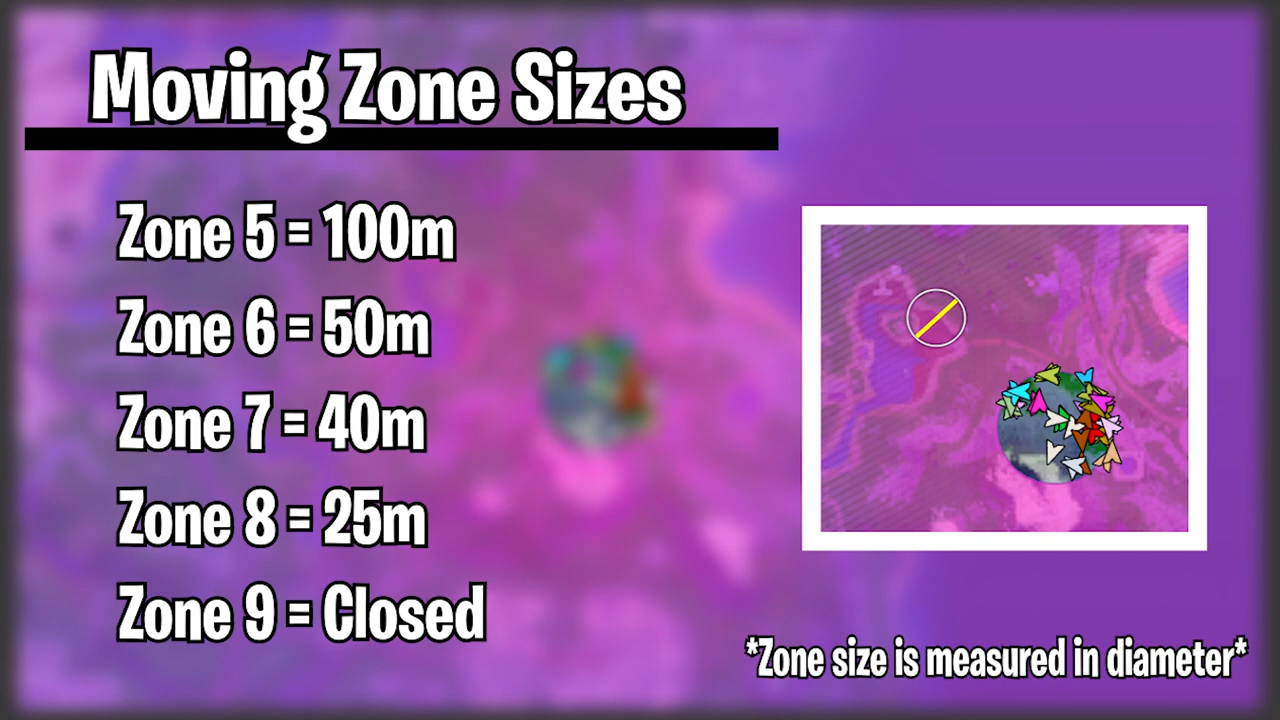 Moving Zone Sizes
Zone 5 = 100m
Zone 6 = 50m
Zone 7 = 40m
Zone 8 = 25m
Zone 9 = Closed
*Zone size is measured in diameter*